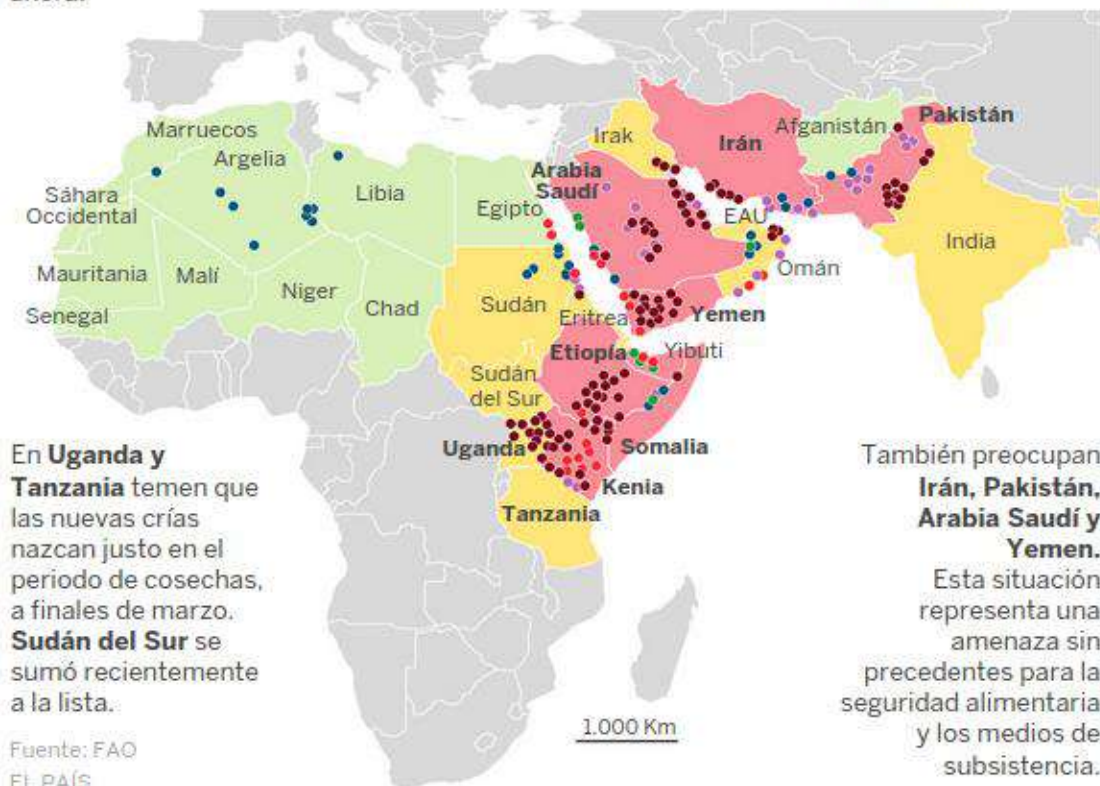 ahora.
Marruecos
Argelia
Libia
Egipto
Sáhara
Occidental
Mauritania
Malí
Níger
Chad
Senegal
Sudán
Eritrea
Etiopía
Yibuti
Sudán
del Sur
Uganda
Somalia
Kenia
Tanzania
Irak
Irán
Arabia
Saudí
EAU
Omán
Yemen
Afganistán
Pakistán
India
En Uganda y
Tanzania temen que
las nuevas crías
nazcan justo en el
periodo de cosechas,
a finales de marzo.
Sudán del Sur se
sumó recientemente
a la lista.
También preocupan
Irán, Pakistán,
Arabia Saudí y
Yemen.
Esta situación
representa una
amenaza sin
precedentes para la
seguridad alimentaria
y los medios de
subsistencia.
1.000 Km
Fuente: FAO
EL PAÍS